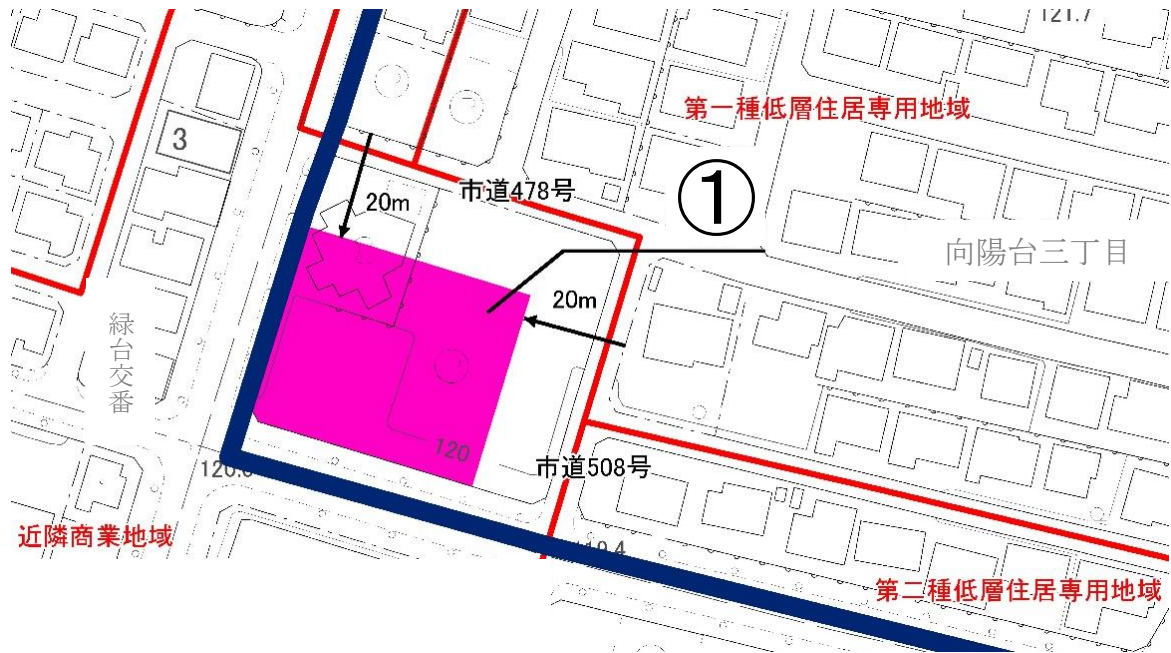 121.7
第一種低層住居専用地域
3
市道478号
①
20m
向陽台三丁目
20m
緑台交番
120
市道508号
近隣商業地域
第二種低層住居専用地域